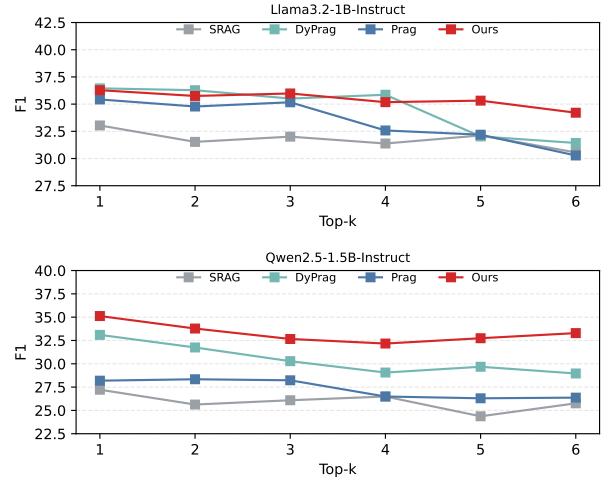 Llama3.2-1B-Instruct
SRAG DyPrag Prag Ours
42.5
40.0
37.5
35.0
32.5
30.0
27.5
F1
1 2 3 4 5 6
Top-k
Qwen2.5-1.5B-Instruct
SRAG DyPrag Prag Ours
40.0
37.5
35.0
32.5
30.0
27.5
25.0
22.5
F1
1 2 3 4 5 6
Top-k